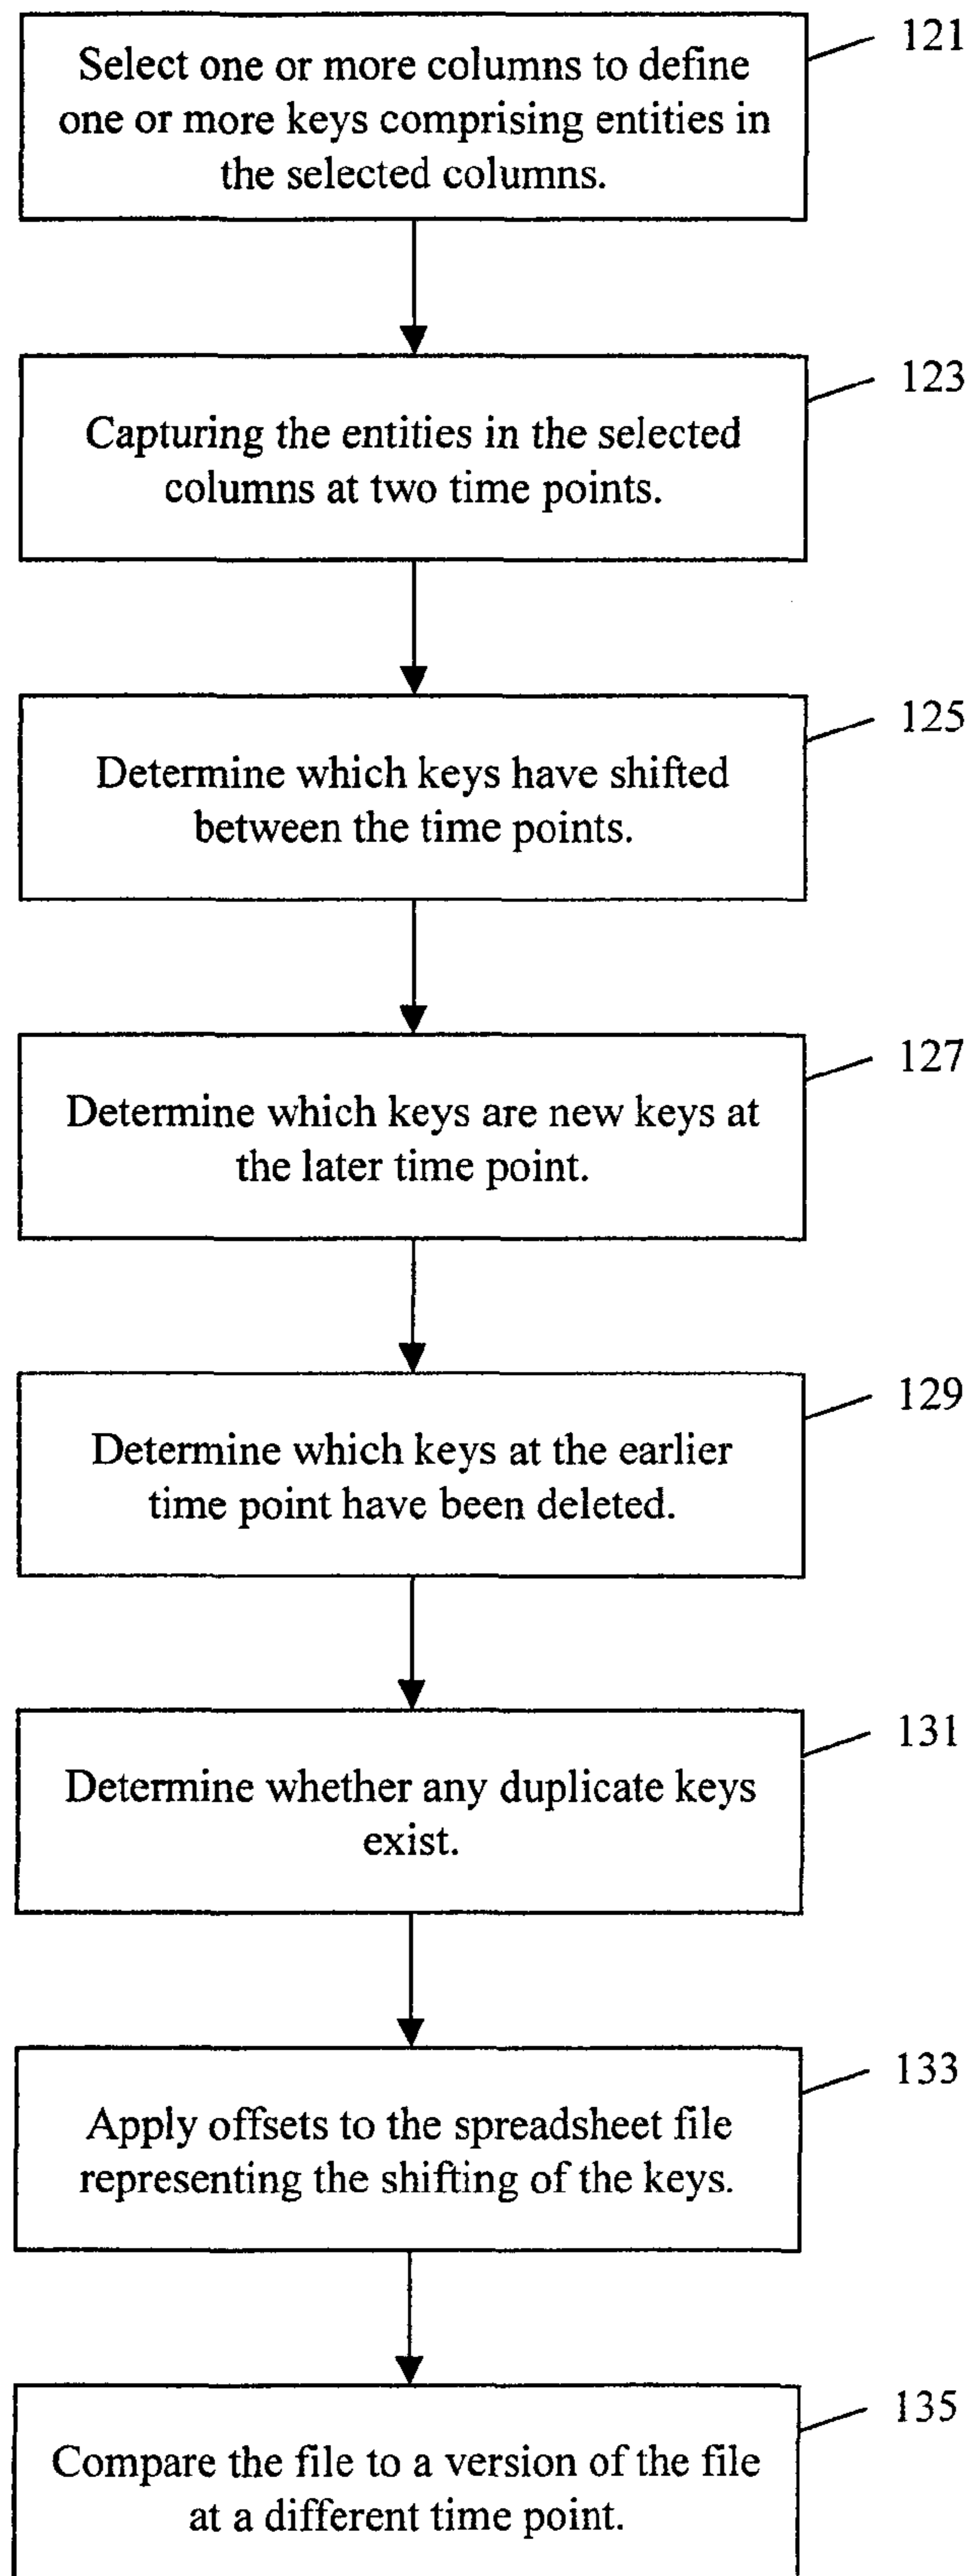 121
Select one or more columns to define
one or more keys comprising entities in
the selected columns.
123
Capturing the entities in the selected
columns at two time points.
125
Determine which keys have shifted
between the time points.
127
Determine which keys are new keys at
the later time point.
129
Determine which keys at the earlier
time point have been deleted.
131
Determine whether any duplicate keys
exist.
133
Apply offsets to the spreadsheet file
representing the shifting of the keys.
135
Compare the file to a version of the file
at a different time point.